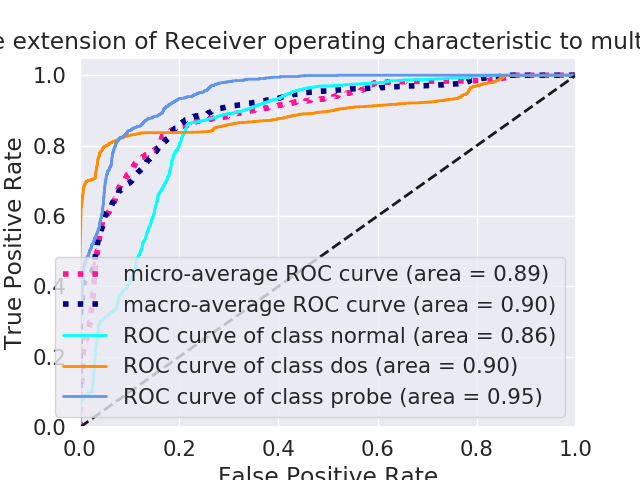 e extension of Receiver operating characteristic to mult
1.0
0.8
0.6
0.4
0.2
0.0
True Positive Rate
micro-average ROC curve (area = 0.89)
macro-average ROC curve (area = 0.90)
ROC curve of class normal (area = 0.86)
ROC curve of class dos (area = 0.90)
ROC curve of class probe (area = 0.95)
0.0 0.2 0.4 0.6 0.8 1.0
False Positive Rate